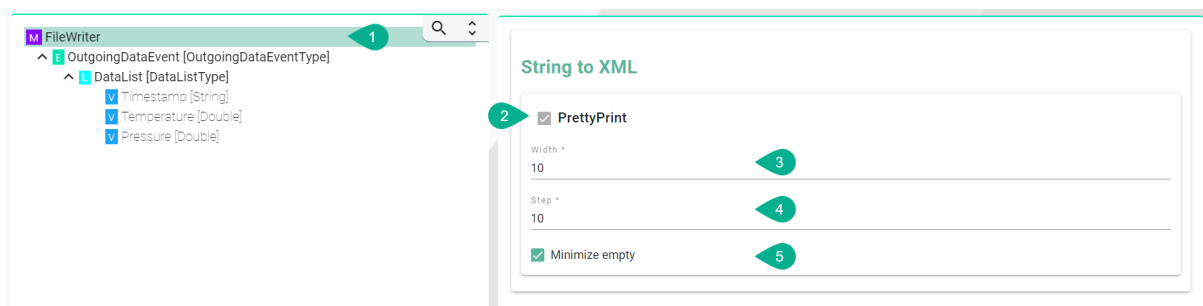 M FileWriter
1
E OutgoingDataEvent [OutgoingDataEventType]
L DataList [DataListType]
V Timestamp [String]
V Temperature [Double]
V Pressure [Double]
String to XML
2
PrettyPrint
Width *
10
3
Step *
10
4
Minimize empty
5